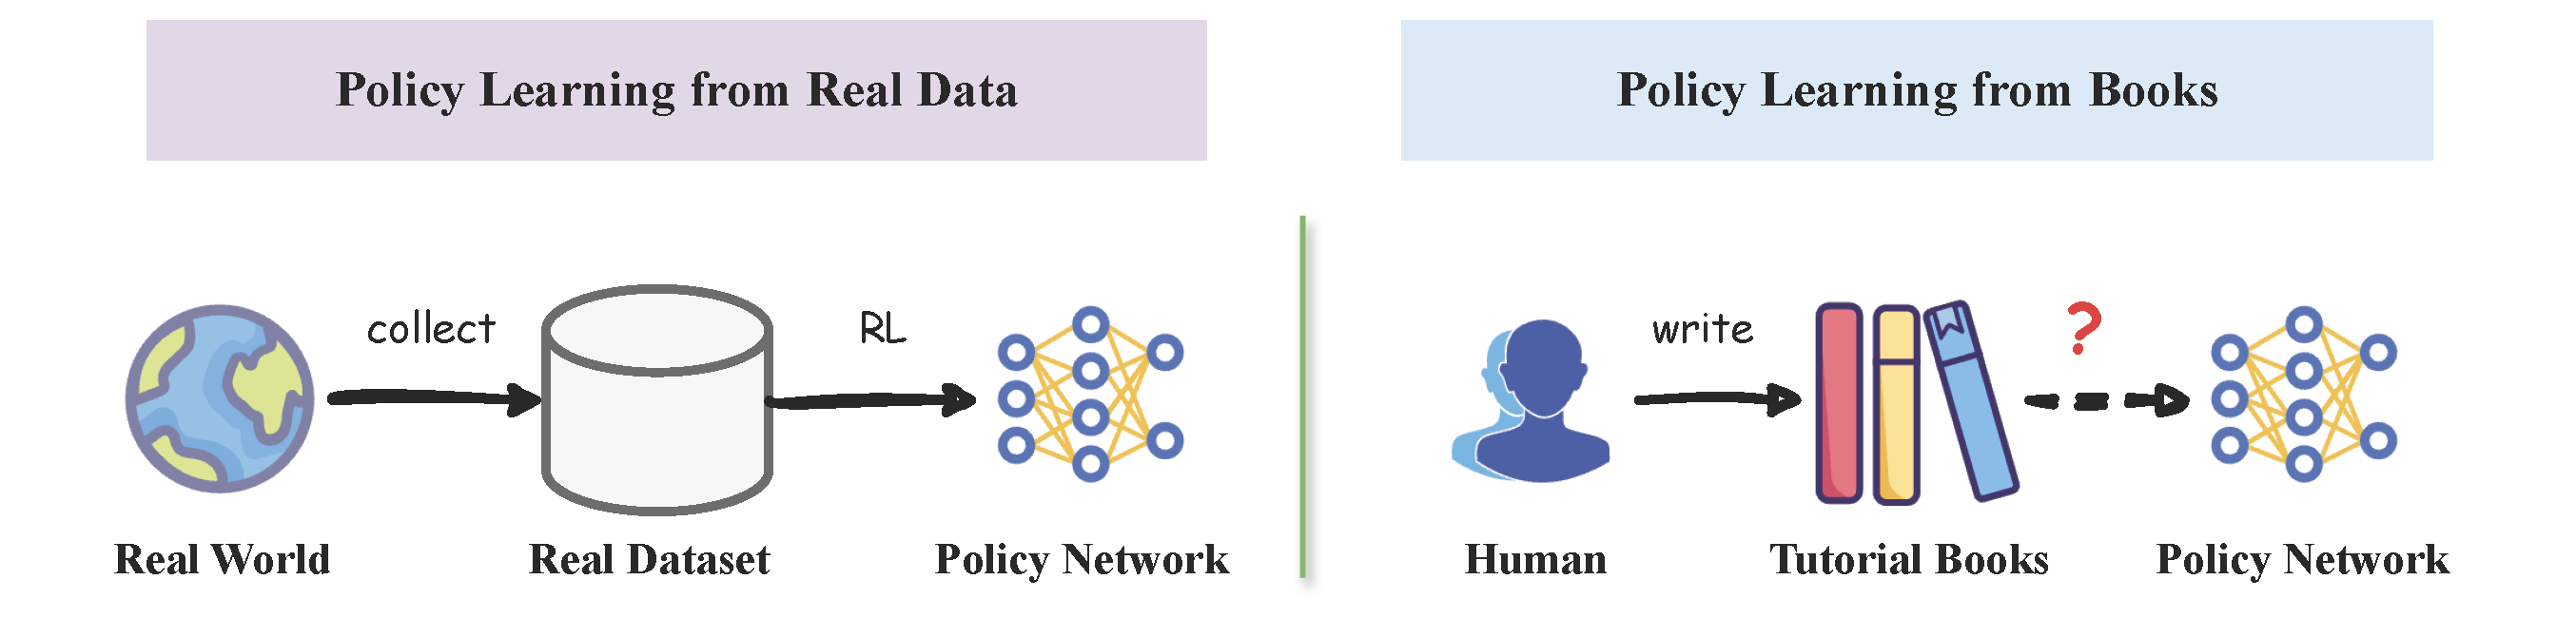 Policy Learning from Real Data
collect
RL
Real World
Real Dataset
Policy Network
Policy Learning from Books
write
?
Human
Tutorial Books
Policy Network